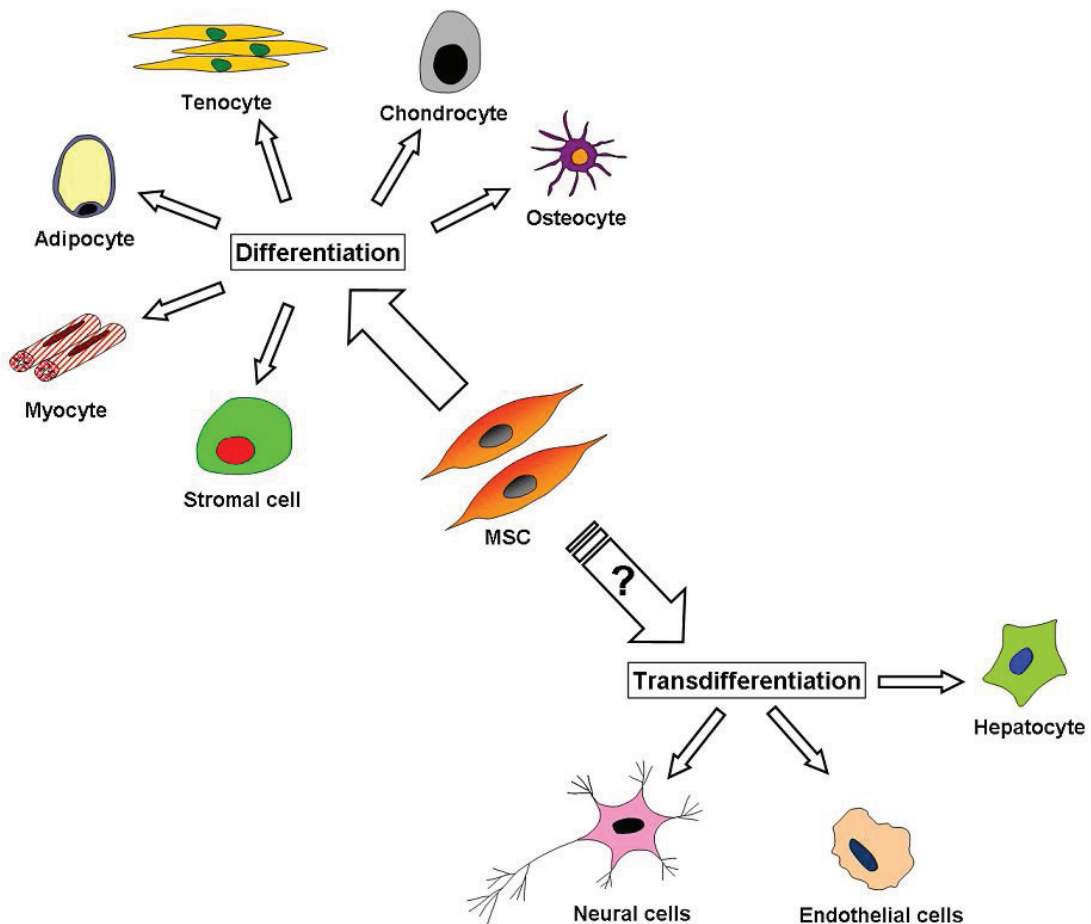 Tenocyte
Chondrocyte
Osteocyte
Adipocyte
Differentiation
Myocyte
Stromal cell
MSC
?
Transdifferentiation
Hepatocyte
Neural cells
Endothelial cells